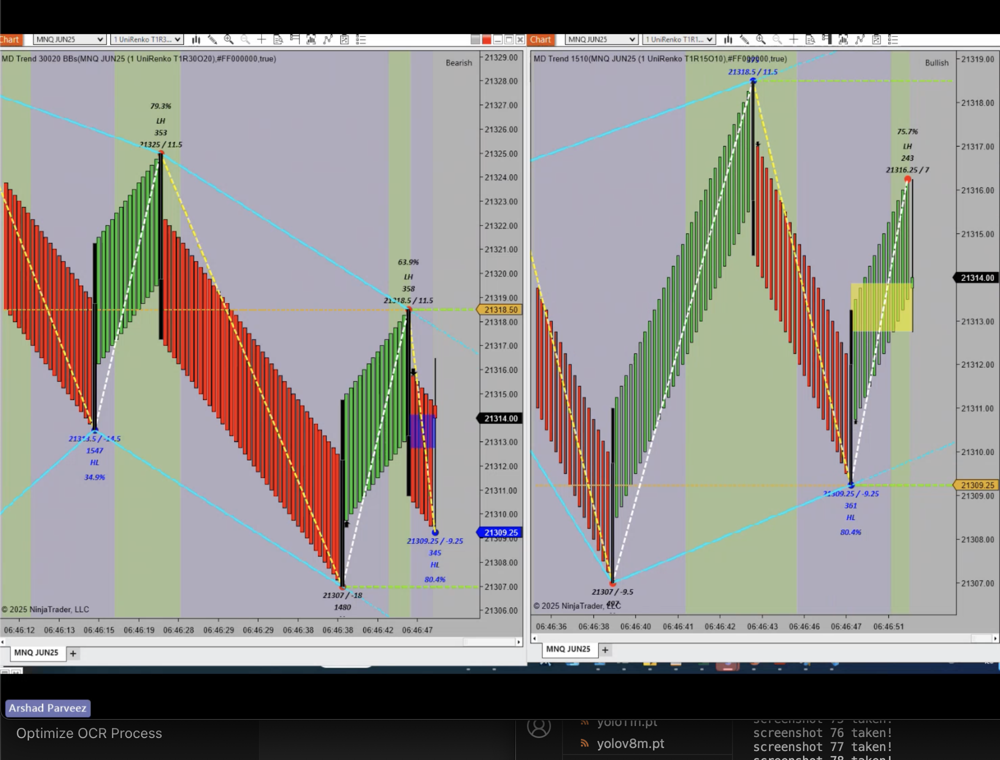 Chart
MNQ JUN25
1 UniRenko T1R3...
Chart
MNQ JUN25
1 UniRenko T1R1...
MD Trend 30020 BBs(MNQ JUN25 (1 UniRenko T1R30O20),#FF000000,true)
Bearish
79.3%
LH
353
21325 / 11.5
63.9%
LH
358
21318.5 / 11.5
1547
HL
34.9%
21309.25 / -9.25
345
HL
80.4%
21307 / -18
1480
© 2025 NinjaTrader, LLC
21329.00
21328.00
21327.00
21326.00
21325.00
21324.00
21323.00
21322.00
21321.00
21320.00
21319.00
21318.50
21318.00
21317.00
21316.00
21315.00
21314.00
21313.00
21312.00
21311.00
21310.00
21309.25
21309.00
21308.00
21307.00
21306.00
06:46:12
06:46:13
06:46:15
06:46:19
06:46:28
06:46:29
06:46:29
06:46:38
06:46:38
06:46:42
06:46:47
MNQ JUN25
+
MD Trend 1510(MNQ JUN25 (1 UniRenko T1R15O10),#FF000000,true)
Bullish
21318.5 / 11.5
75.7%
LH
243
21316.25 / 7
21309.25 / -9.25
361
HL
80.4%
21307 / -9.5
© 2025 NinjaTrader, LLC
21319.00
21318.00
21317.00
21316.00
21315.00
21314.00
21313.00
21312.00
21311.00
21310.00
21309.25
21309.00
21308.00
21307.00
06:46:36
06:46:38
06:46:40
06:46:41
06:46:42
06:46:43
06:46:45
06:46:47
06:46:51
MNQ JUN25
+
Arshad Parveez
Optimize OCR Process
yolo11n.pt
yolov8m.pt
screenshot 75 taken!
screenshot 76 taken!
screenshot 77 taken!
screenshot 78 taken!